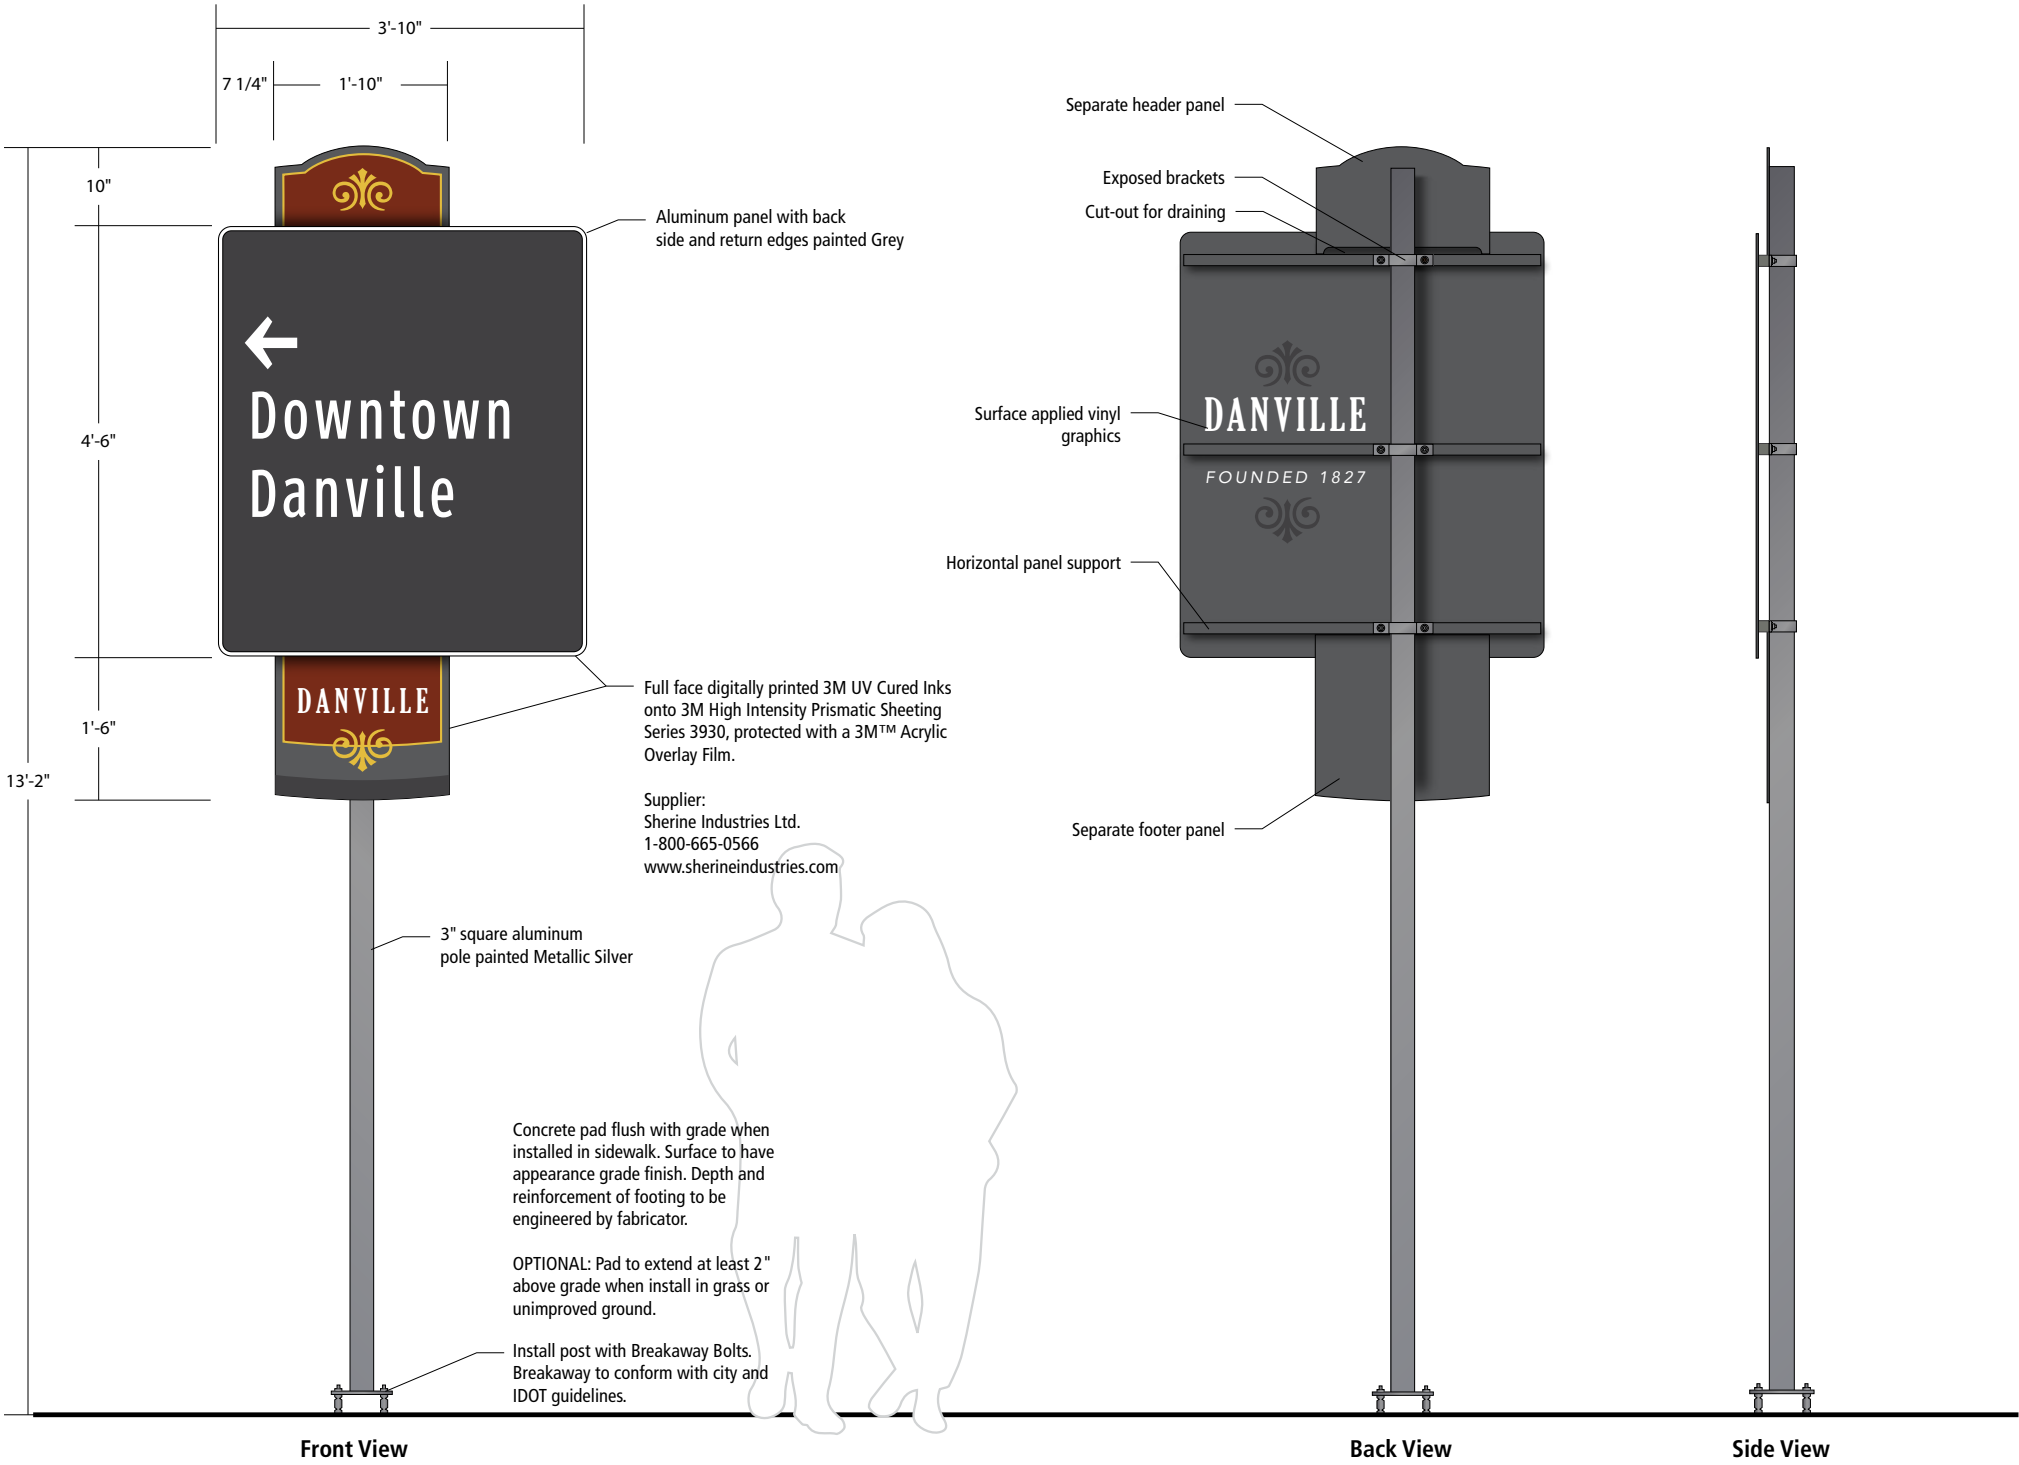 3'-10"
7 1/4"
1'-10"
10"
4'-6"
1'-6"
13'-2"
Downtown
Danville
DANVILLE
Aluminum panel with back
side and return edges painted Grey
Full face digitally printed 3M UV Cured Inks
onto 3M High Intensity Prismatic Sheeting
Series 3930, protected with a 3M™ Acrylic
Overlay Film.
Supplier:
Sherine Industries Ltd.
1-800-665-0566
www.sherineindustries.com
3" square aluminum
pole painted Metallic Silver
Concrete pad flush with grade when
installed in sidewalk. Surface to have
appearance grade finish. Depth and
reinforcement of footing to be
engineered by fabricator.
OPTIONAL: Pad to extend at least 2"
above grade when install in grass or
unimproved ground.
Install post with Breakaway Bolts.
Breakaway to conform with city and
IDOT guidelines.
Front View
Separate header panel
Exposed brackets
Cut-out for draining
Surface applied vinyl
graphics
DANVILLE
FOUNDED 1827
Horizontal panel support
Separate footer panel
Back View
Side View